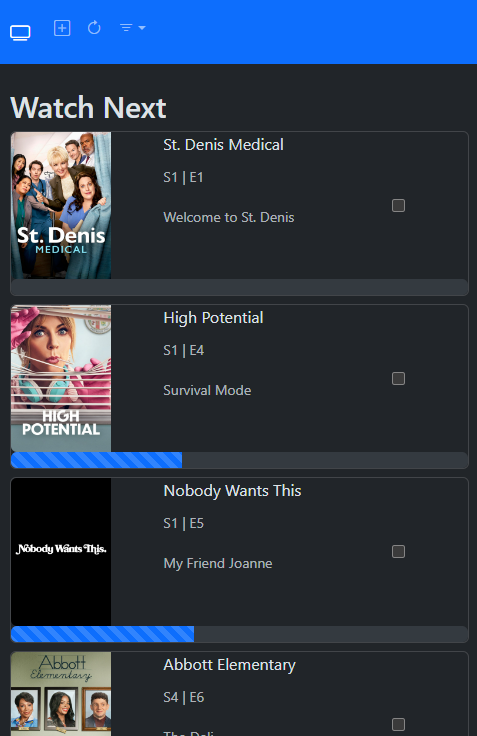 Watch Next
St. Denis Medical
S1 | E1
Welcome to St. Denis
St. Denis
MEDICAL
High Potential
S1 | E4
Survival Mode
HIGH
POTENTIAL
Nobody Wants This
S1 | E5
Nobody Wants This.
My Friend Joanne
Abbott Elementary
S4 | E6
Abbott
Elementary
The Deli